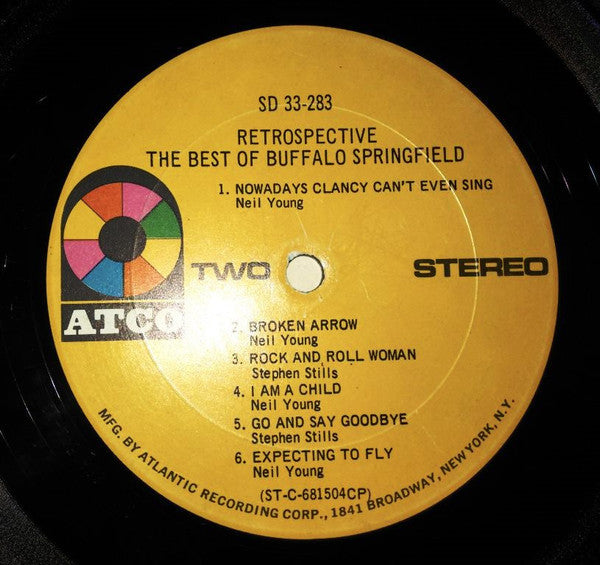 SD 33-283
RETROSPECTIVE
THE BEST OF BUFFALO SPRINGFIELD
1. NOWADAYS CLANCY CAN'T EVEN SING
Neil Young
TWO
STEREO
ATCO
2. BROKEN ARROW
Neil Young
3. ROCK AND ROLL WOMAN
Stephen Stills
4. I AM A CHILD
Neil Young
5. GO AND SAY GOODBYE
Stephen Stills
6. EXPECTING TO FLY
Neil Young
(ST-C-681504CP)
MFG. BY ATLANTIC RECORDING CORP., 1841 BROADWAY, NEW YORK, N.Y.